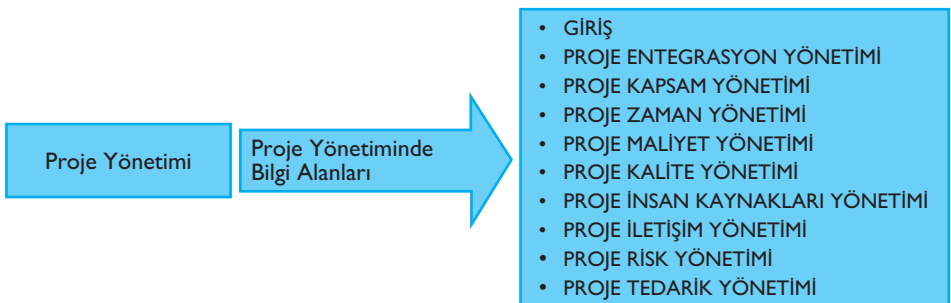 Proje Yönetimi
Proje Yönetiminde
Bilgi Alanları
• GİRİŞ
• PROJE ENTEGRASYON YÖNETİMİ
• PROJE KAPSAM YÖNETİMİ
• PROJE ZAMAN YÖNETİMİ
• PROJE MALİYET YÖNETİMİ
• PROJE KALİTE YÖNETİMİ
• PROJE İNSAN KAYNAKLARI YÖNETİMİ
• PROJE İLETİŞİM YÖNETİMİ
• PROJE RİSK YÖNETİMİ
• PROJE TEDARİK YÖNETİMİ